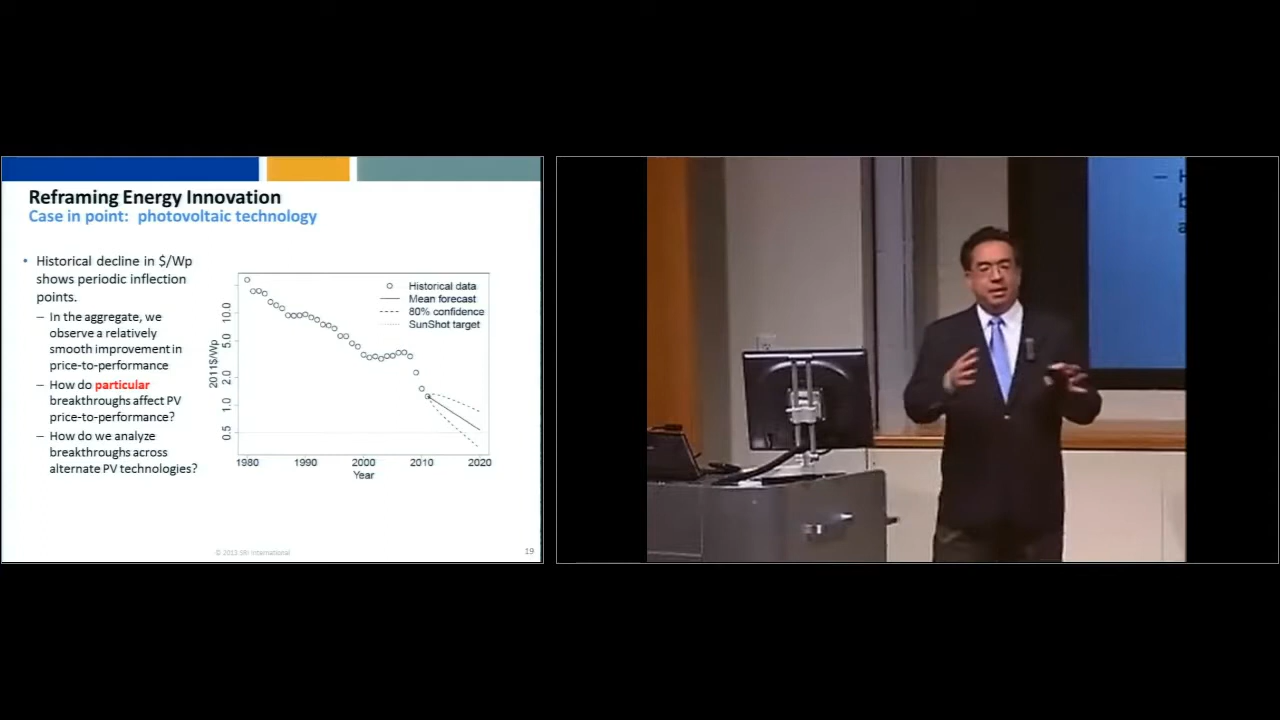 Reframing Energy Innovation
Case in point: photovoltaic technology
• Historical decline in $/Wp
shows periodic inflection
points.
– In the aggregate, we
observe a relatively
smooth improvement in
price-to-performance
– How do particular
breakthroughs affect PV
price-to-performance?
– How do we analyze
breakthroughs across
alternate PV technologies?
Historical data
Mean forecast
80% confidence
SunShot target
2011$/Wp
10.0
5.0
2.0
1.0
0.5
1980 1990 2000 2010 2020
Year
© 2013 SRI International
19